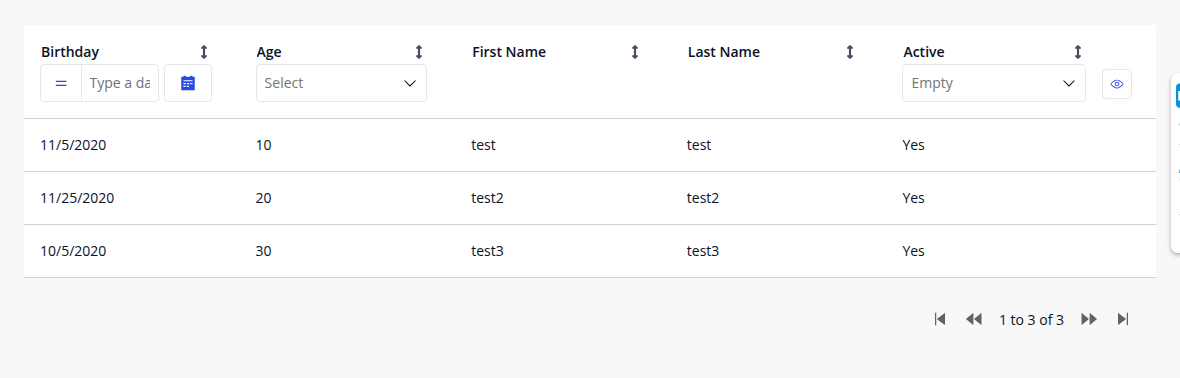 Birthday Age First Name Last Name Active
= Type a da Select Empty
11/5/2020 10 test test Yes
11/25/2020 20 test2 test2 Yes
10/5/2020 30 test3 test3 Yes
1 to 3 of 3